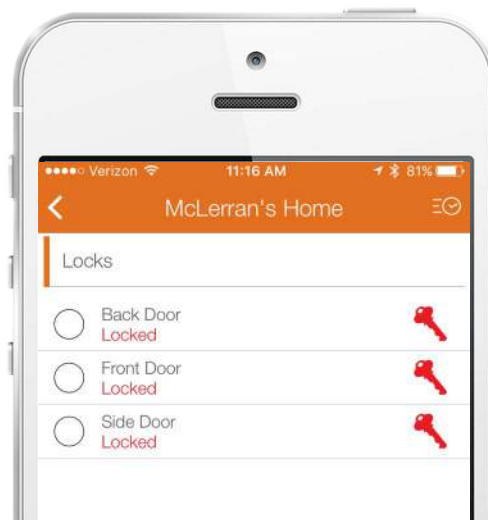 Verizon 11:16 AM 81%
McLerran's Home
Locks
Back Door
Locked
Front Door
Locked
Side Door
Locked